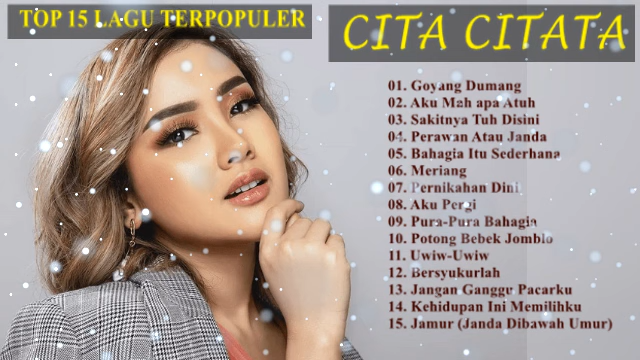 TOP 15 LAGU TERPOPULER
CITA CITATA
01. Goyang Dumang
02. Aku Mah apa Atuh
03. Sakitnya Tuh Disini
04. Perawan Atau Janda
05. Bahagia Itu Sederhana
06. Meriang
07. Pernikahan Dini
08. Aku Pergi
09. Pura-Pura Bahagia
10. Potong Bebek Jomblo
11. Uwiw-Uwiw
12. Bersyukurlah
13. Jangan Ganggu Pacarku
14. Kehidupan Ini Memilihku
15. Jamur (Janda Dibawah Umur)